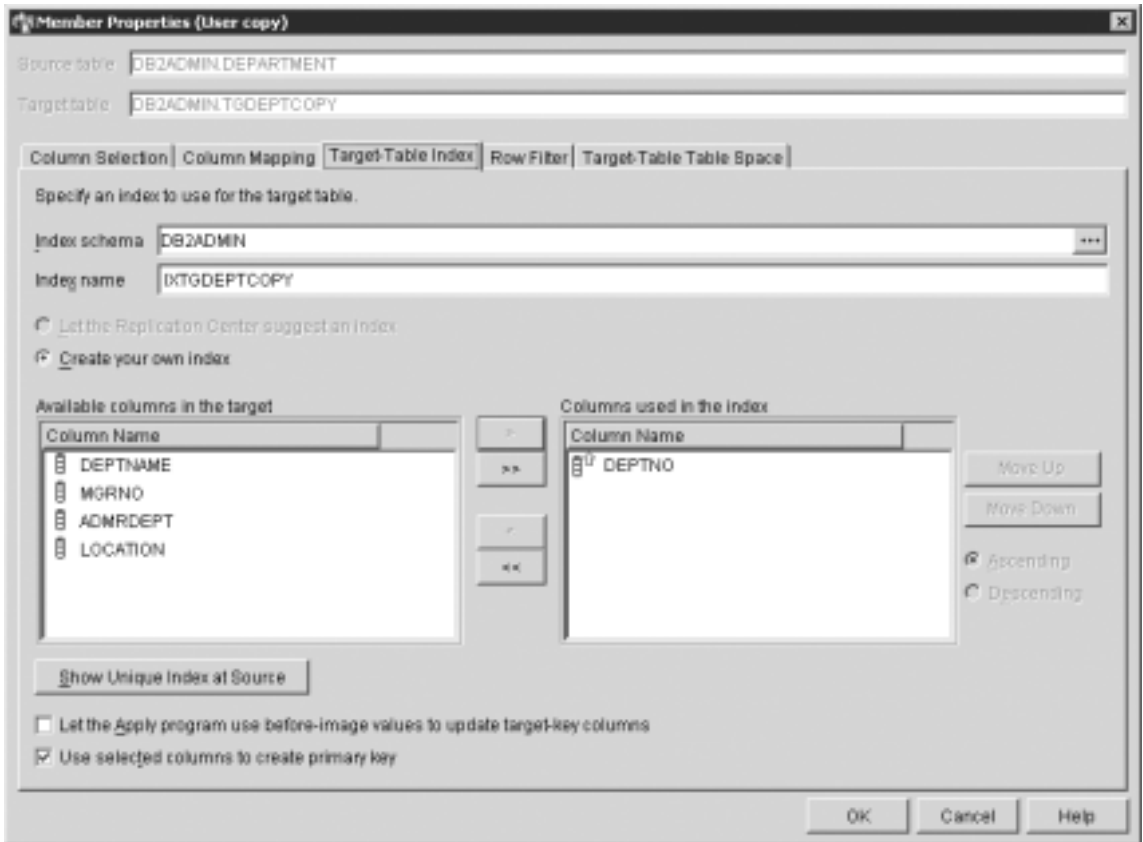 Member Properties (User copy)
Source table DB2ADMIN.DEPARTMENT
Target table DB2ADMIN.TGDEPTCOPY
Column Selection Column Mapping Target-Table Index Row Filter Target-Table Table Space
Specify an index to use for the target table.
Index schema DB2ADMIN ...
Index name IXTGDEPTCOPY
Let the Replication Center suggest an index
Create your own index
Available columns in the target Columns used in the index
Column Name > Column Name
DEPTNAME >> DEPTNO Move Up
MGRNO
ADMRDEPT < Move Down
LOCATION << Ascending
Descending
Show Unique Index at Source
Let the Apply program use before-image values to update target-key columns
Use selected columns to create primary key
OK Cancel Help